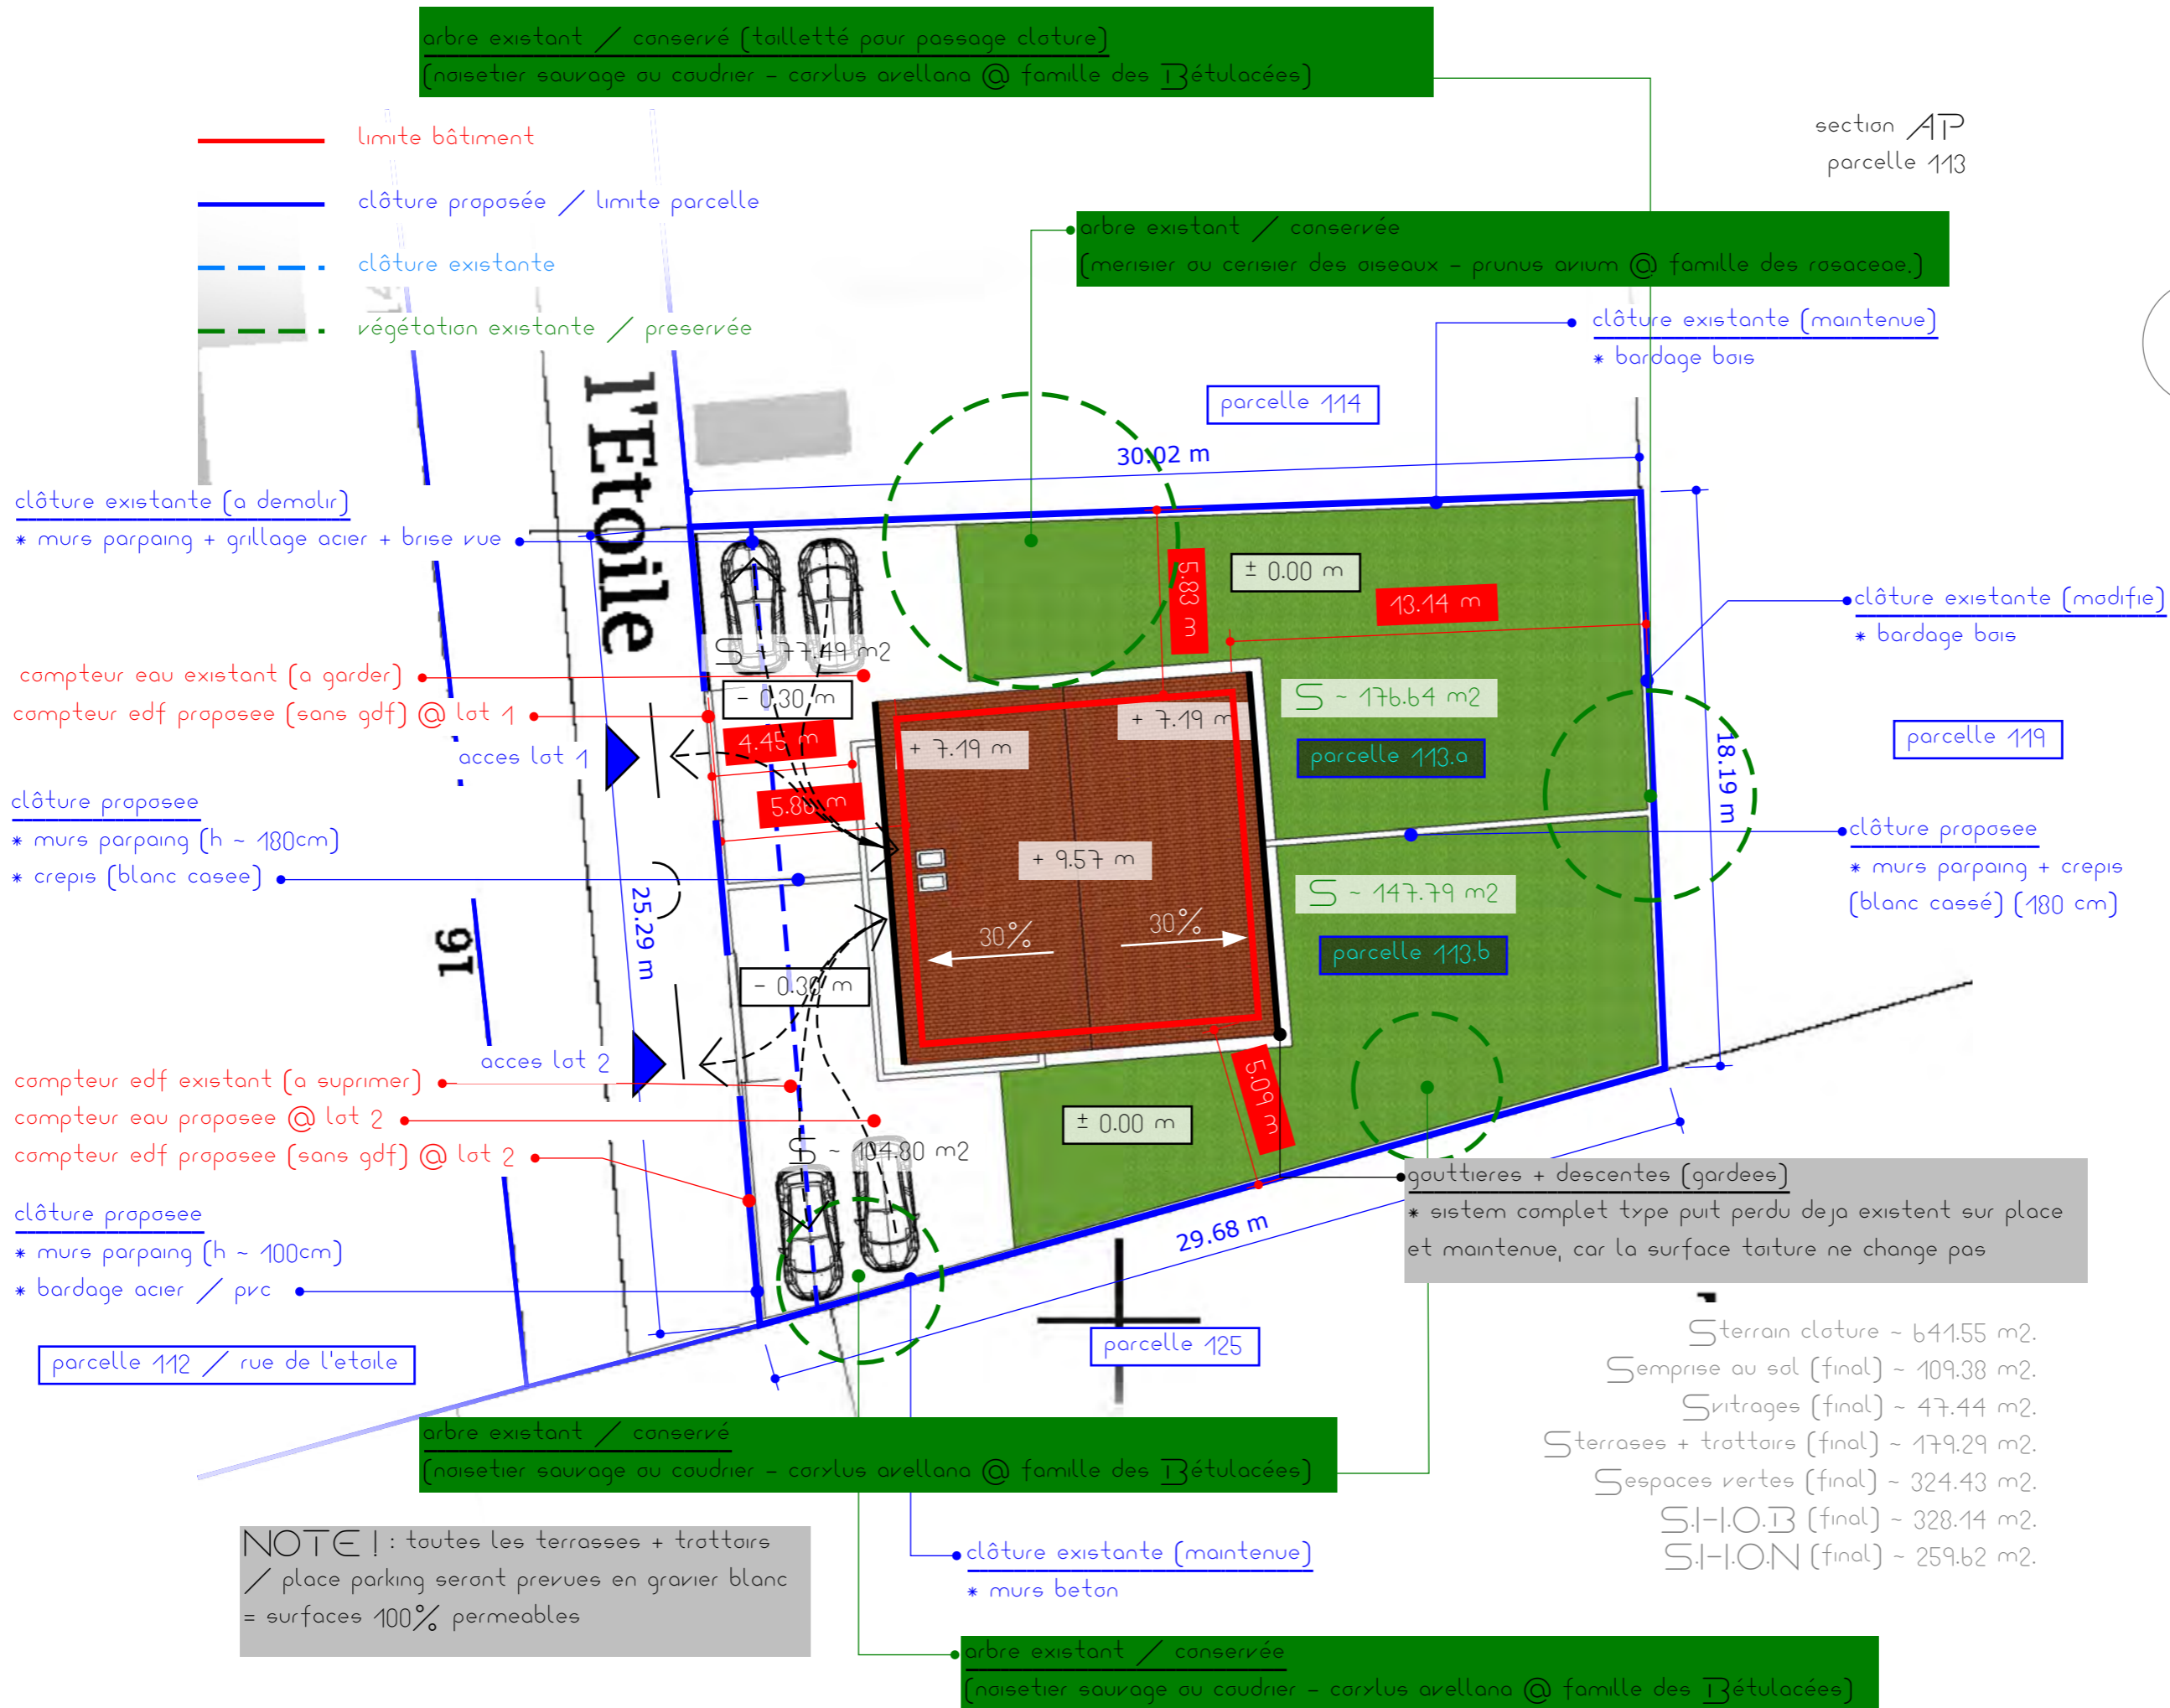 arbre existant / conservé (tailletté pour passage cloture)
(noisetier sauvage ou coudrier - corylus avellana @ famille des Bétulacées)
section AP
parcelle 113
limite bâtiment
clôture proposée / limite parcelle
clôture existante
végétation existante / preservée
arbre existant / conservée
(merisier ou cerisier des oiseaux - prunus avium @ famille des rosaceae.)
clôture existante (maintenue)
* bardage bois
parcelle 114
30.02 m
l'Etoile
clôture existante (a demolir)
* murs parpaing + grillage acier + brise vue
5.83 m
± 0.00 m
13.14 m
clôture existante (modifie)
* bardage bois
S ~ 77.49 m2
compteur eau existant (a garder)
- 0.30 m
compteur edf proposee (sans gdf) @ lot 1
acces lot 1
4.45 m
+ 7.19 m
+ 7.19 m
S ~ 176.64 m2
parcelle 113.a
parcelle 119
18.19 m
5.86 m
clôture proposee
* murs parpaing (h ~ 180cm)
* crepis (blanc casee)
+ 9.57 m
clôture proposee
* murs parpaing + crepis
(blanc cassé) (180 cm)
S ~ 147.79 m2
parcelle 113.b
30%
30%
25.29 m
16
- 0.30 m
acces lot 2
compteur edf existant (a suprimer)
compteur eau proposee @ lot 2
compteur edf proposee (sans gdf) @ lot 2
5.09 m
± 0.00 m
S ~ 104.80 m2
clôture proposee
* murs parpaing (h ~ 100cm)
* bardage acier / pvc
gouttieres + descentes (gardees)
* sistem complet type puit perdu deja existent sur place
et maintenue, car la surface toiture ne change pas
29.68 m
parcelle 125
parcelle 112 / rue de l'etoile
Sterrain cloture ~ 641.55 m2.
Semprise au sol (final) ~ 109.38 m2.
Svitrages (final) ~ 47.44 m2.
Sterrases + trottoirs (final) ~ 179.29 m2.
Sespaces vertes (final) ~ 324.43 m2.
S.H.O.B (final) ~ 328.14 m2.
S.H.O.N (final) ~ 259.62 m2.
arbre existant / conservé
(noisetier sauvage ou coudrier - corylus avellana @ famille des Bétulacées)
NOTE ! : toutes les terrasses + trottoirs
/ place parking seront prevues en gravier blanc
= surfaces 100% permeables
clôture existante (maintenue)
* murs beton
arbre existant / conservée
(noisetier sauvage ou coudrier - corylus avellana @ famille des Bétulacées)